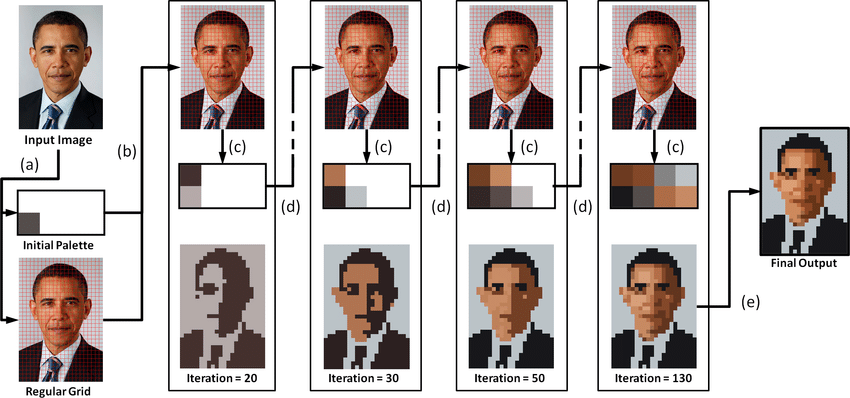 Input Image
(a)
(b)
Initial Palette
Regular Grid
(c)
(d)
Iteration = 20
(c)
(d)
Iteration = 30
(c)
(d)
Iteration = 50
(c)
Iteration = 130
(e)
Final Output